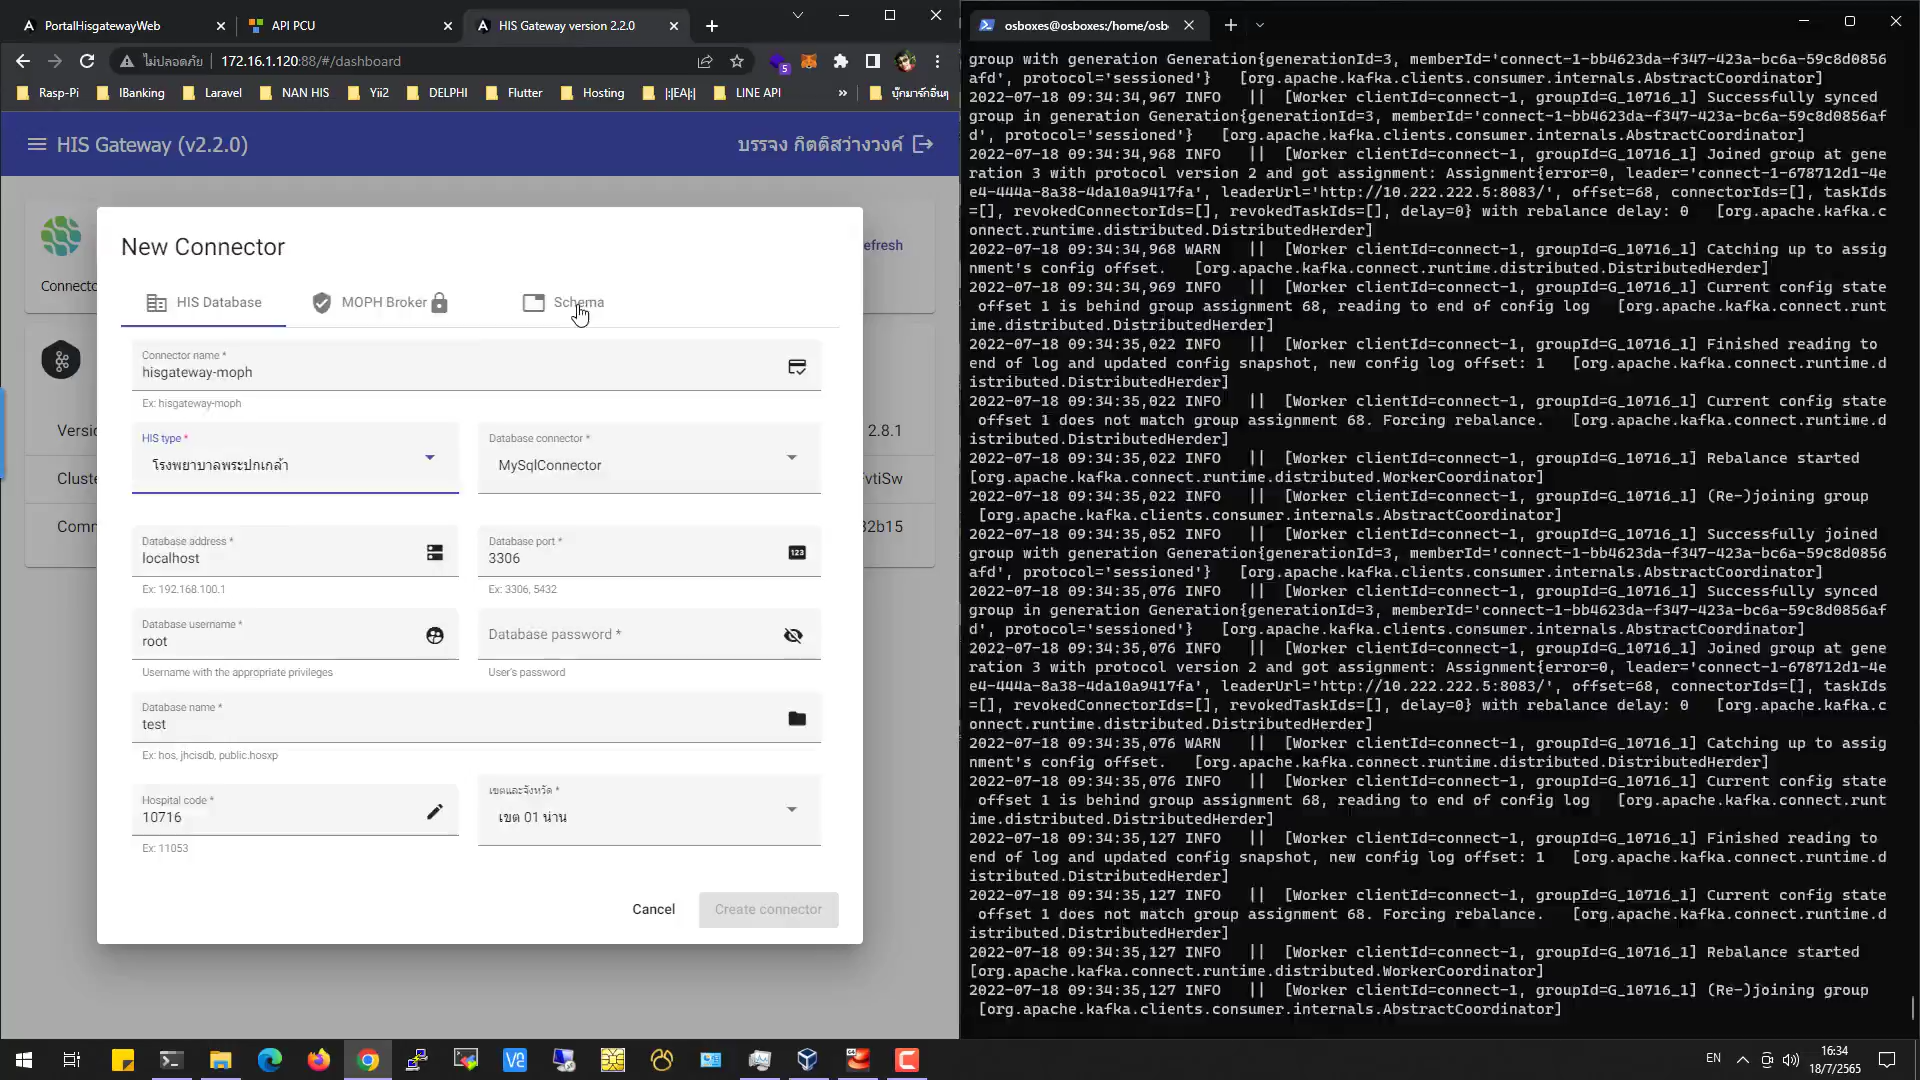 PortalHisgatewayWeb
API PCU
HIS Gateway version 2.2.0
ไม่ปลอดภัย
172.16.1.120:88/#/dashboard
5
Rasp-Pi
IBanking
Laravel
NAN HIS
Yii2
DELPHI
Flutter
Hosting
|:|EA|:|
LINE API
»
บุ๊กมาร์กอื่นๆ
HIS Gateway (v2.2.0)
บรรจง กิตติสว่างวงค์
efresh
Connecto
Versio
2.8.1
Cluste
Comm
New Connector
HIS Database
MOPH Broker
Schema
Connector name *
hisgateway-moph
Ex: hisgateway-moph
HIS type *
โรงพยาบาลพระปกเกล้า
Database connector *
MySqlConnector
Database address *
localhost
Ex: 192.168.100.1
Database port *
3306
123
Ex: 3306, 5432
Database username *
root
Username with the appropriate privileges
Database password *
User's password
Database name *
test
Ex: hos, jhcisdb, public.hosxp
Hospital code *
10716
Ex: 11053
เขตและจังหวัด *
เขต 01 น่าน
Cancel
Create connector
osboxes@osboxes:/home/osb
group with generation Generation{generationId=3, memberId='connect-1-bb4623da-f347-423a-bc6a-59c8d0856
afd', protocol='sessioned'}   [org.apache.kafka.clients.consumer.internals.AbstractCoordinator]
2022-07-18 09:34:34,967 INFO   ||  [Worker clientId=connect-1, groupId=G_10716_1] Successfully synced
group in generation Generation{generationId=3, memberId='connect-1-bb4623da-f347-423a-bc6a-59c8d0856af
d', protocol='sessioned'}   [org.apache.kafka.clients.consumer.internals.AbstractCoordinator]
2022-07-18 09:34:34,968 INFO   ||  [Worker clientId=connect-1, groupId=G_10716_1] Joined group at gene
ration 3 with protocol version 2 and got assignment: Assignment{error=0, leader='connect-1-678712d1-4e
e4-444a-8a38-4da10a9417fa', leaderUrl='http://10.222.222.5:8083/', offset=68, connectorIds=[], taskIds
=[], revokedConnectorIds=[], revokedTaskIds=[], delay=0} with rebalance delay: 0   [org.apache.kafka.c
onnect.runtime.distributed.DistributedHerder]
2022-07-18 09:34:34,968 WARN   ||  [Worker clientId=connect-1, groupId=G_10716_1] Catching up to assig
nment's config offset.   [org.apache.kafka.connect.runtime.distributed.DistributedHerder]
2022-07-18 09:34:34,969 INFO   ||  [Worker clientId=connect-1, groupId=G_10716_1] Current config state
offset 1 is behind group assignment 68, reading to end of config log   [org.apache.kafka.connect.runt
ime.distributed.DistributedHerder]
2022-07-18 09:34:35,022 INFO   ||  [Worker clientId=connect-1, groupId=G_10716_1] Finished reading to
end of log and updated config snapshot, new config log offset: 1   [org.apache.kafka.connect.runtime.d
istributed.DistributedHerder]
2022-07-18 09:34:35,022 INFO   ||  [Worker clientId=connect-1, groupId=G_10716_1] Current config state
offset 1 does not match group assignment 68. Forcing rebalance.   [org.apache.kafka.connect.runtime.d
istributed.DistributedHerder]
2022-07-18 09:34:35,022 INFO   ||  [Worker clientId=connect-1, groupId=G_10716_1] Rebalance started
[org.apache.kafka.connect.runtime.distributed.WorkerCoordinator]
2022-07-18 09:34:35,022 INFO   ||  [Worker clientId=connect-1, groupId=G_10716_1] (Re-)joining group
[org.apache.kafka.clients.consumer.internals.AbstractCoordinator]
2022-07-18 09:34:35,052 INFO   ||  [Worker clientId=connect-1, groupId=G_10716_1] Successfully joined
group with generation Generation{generationId=3, memberId='connect-1-bb4623da-f347-423a-bc6a-59c8d0856
afd', protocol='sessioned'}   [org.apache.kafka.clients.consumer.internals.AbstractCoordinator]
2022-07-18 09:34:35,076 INFO   ||  [Worker clientId=connect-1, groupId=G_10716_1] Successfully synced
group in generation Generation{generationId=3, memberId='connect-1-bb4623da-f347-423a-bc6a-59c8d0856af
d', protocol='sessioned'}   [org.apache.kafka.clients.consumer.internals.AbstractCoordinator]
2022-07-18 09:34:35,076 INFO   ||  [Worker clientId=connect-1, groupId=G_10716_1] Joined group at gene
ration 3 with protocol version 2 and got assignment: Assignment{error=0, leader='connect-1-678712d1-4e
e4-444a-8a38-4da10a9417fa', leaderUrl='http://10.222.222.5:8083/', offset=68, connectorIds=[], taskIds
=[], revokedConnectorIds=[], revokedTaskIds=[], delay=0} with rebalance delay: 0   [org.apache.kafka.c
onnect.runtime.distributed.DistributedHerder]
2022-07-18 09:34:35,076 WARN   ||  [Worker clientId=connect-1, groupId=G_10716_1] Catching up to assig
nment's config offset.   [org.apache.kafka.connect.runtime.distributed.DistributedHerder]
2022-07-18 09:34:35,076 INFO   ||  [Worker clientId=connect-1, groupId=G_10716_1] Current config state
offset 1 is behind group assignment 68, reading to end of config log   [org.apache.kafka.connect.runt
ime.distributed.DistributedHerder]
2022-07-18 09:34:35,127 INFO   ||  [Worker clientId=connect-1, groupId=G_10716_1] Finished reading to
end of log and updated config snapshot, new config log offset: 1   [org.apache.kafka.connect.runtime.d
istributed.DistributedHerder]
2022-07-18 09:34:35,127 INFO   ||  [Worker clientId=connect-1, groupId=G_10716_1] Current config state
offset 1 does not match group assignment 68. Forcing rebalance.   [org.apache.kafka.connect.runtime.d
istributed.DistributedHerder]
2022-07-18 09:34:35,127 INFO   ||  [Worker clientId=connect-1, groupId=G_10716_1] Rebalance started
[org.apache.kafka.connect.runtime.distributed.WorkerCoordinator]
2022-07-18 09:34:35,127 INFO   ||  [Worker clientId=connect-1, groupId=G_10716_1] (Re-)joining group
[org.apache.kafka.clients.consumer.internals.AbstractCoordinator]
EN
16:34
18/7/2565